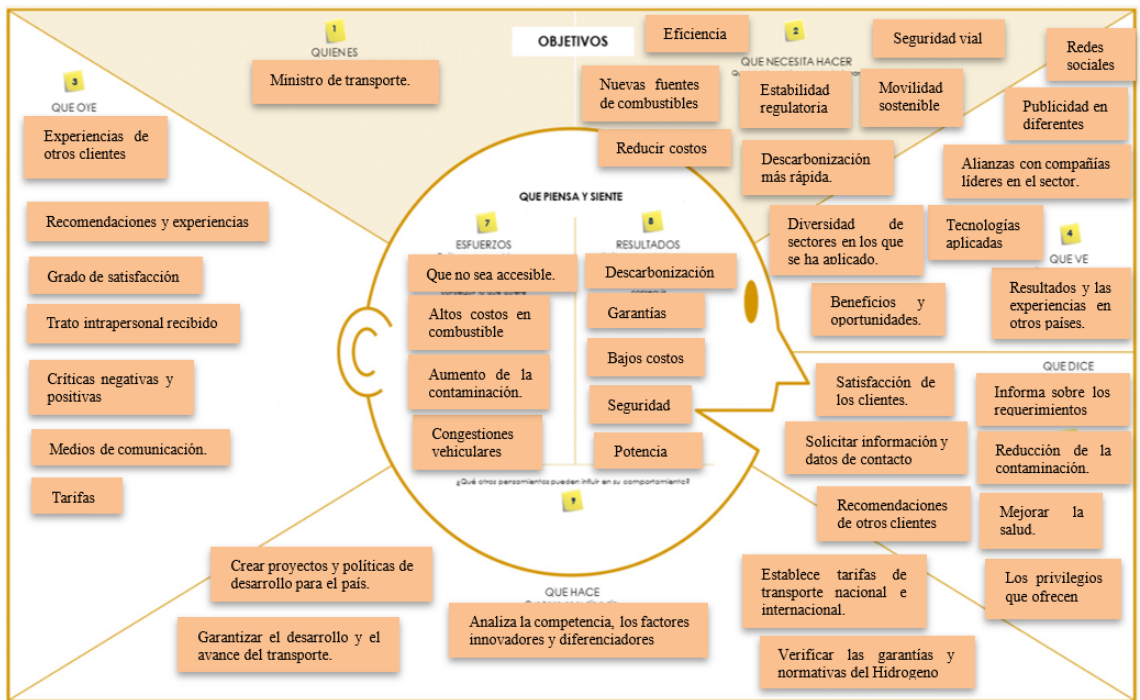 1
QUIENES
Ministro de transporte.
OBJETIVOS
2
QUE NECESITA HACER
Eficiencia
Seguridad vial
Nuevas fuentes
de combustibles
Estabilidad
regulatoria
Movilidad
sostenible
Reducir costos
Descarbonización
más rápida.
3
QUE OYE
Experiencias de
otros clientes
Recomendaciones y experiencias
Grado de satisfacción
Trato intrapersonal recibido
Críticas negativas y
positivas
Medios de comunicación.
Tarifas
Redes
sociales
Publicidad en
diferentes
Alianzas con compañías
líderes en el sector.
Diversidad de
sectores en los que
se ha aplicado.
Tecnologías
aplicadas
4
QUE VE
Beneficios y
oportunidades.
Resultados y las
experiencias en
otros países.
QUE PIENSA Y SIENTE
7
ESFUERZOS
Que no sea accesible.
Altos costos en
combustible
Aumento de la
contaminación.
Congestiones
vehiculares
8
RESULTADOS
Descarbonización
Garantías
Bajos costos
Seguridad
Potencia
¿Qué otros pensamientos pueden influir en su comportamiento?
9
QUE DICE
Satisfacción de
los clientes.
Informa sobre los
requerimientos
Solicitar información y
datos de contacto
Reducción de la
contaminación.
Recomendaciones
de otros clientes
Mejorar la
salud.
Los privilegios
que ofrecen
QUE HACE
Crear proyectos y políticas de
desarrollo para el país.
Garantizar el desarrollo y el
avance del transporte.
Analiza la competencia, los factores
innovadores y diferenciadores
Establece tarifas de
transporte nacional e
internacional.
Verificar las garantías y
normativas del Hidrogeno